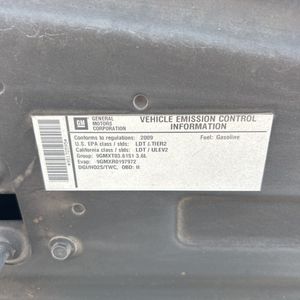 GM
GENERAL
MOTORS
CORPORATION
VEHICLE EMISSION CONTROL
INFORMATION
Conforms to regulations: 2009
Fuel: Gasoline
U.S. EPA class / stds: LDT
TIER2
California class / stds: LDT / ULEV2
Group: 9GMXT03.6151 3.6L
Evap: 9GMXR0197972
OBD: II